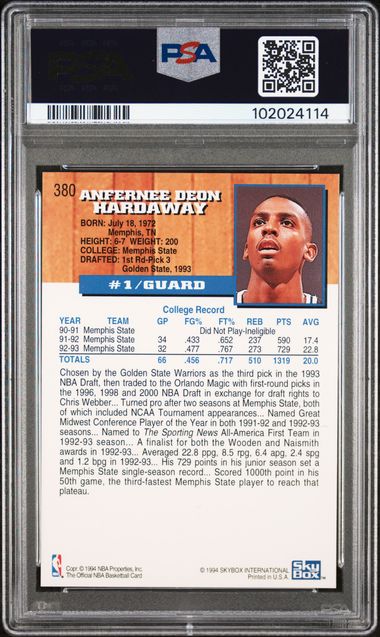 PSA
102024114
380 ANFERNEE DEON
HARDAWAY
BORN: July 18, 1972
Memphis, TN
HEIGHT: 6-7 WEIGHT: 200
COLLEGE: Memphis State
DRAFTED: 1st Rd-Pick 3
Golden State, 1993
#1/GUARD
College Record
YEAR TEAM GP FG% FT% REB PTS AVG
90-91 Memphis State Did Not Play-Ineligible
91-92 Memphis State 34 .433 .652 237 590 17.4
92-93 Memphis State 32 .477 .767 273 729 22.8
TOTALS 66 .456 .717 510 1319 20.0
Chosen by the Golden State Warriors as the third pick in the 1993
NBA Draft, then traded to the Orlando Magic with first-round picks in
the 1996, 1998 and 2000 NBA Draft in exchange for draft rights to
Chris Webber... Turned pro after two seasons at Memphis State, both
of which included NCAA Tournament appearances... Named Great
Midwest Conference Player of the Year in both 1991-92 and 1992-93
seasons... Named to The Sporting News All-America First Team in
1992-93 season... A finalist for both the Wooden and Naismith
awards in 1992-93... Averaged 22.8 ppg, 8.5 rpg, 6.4 apg, 2.4 spg
and 1.2 bpg in 1992-93... His 729 points in his junior season set a
Memphis State single-season record... Scored 1000th point in his
50th game, the third-fastest Memphis State player to reach that
plateau.
NBA
Copr. © 1994 NBA Properties, Inc.
The Official NBA Basketball Card
© 1994 SKYBOX INTERNATIONAL
Printed in U.S.A
SKYBOX